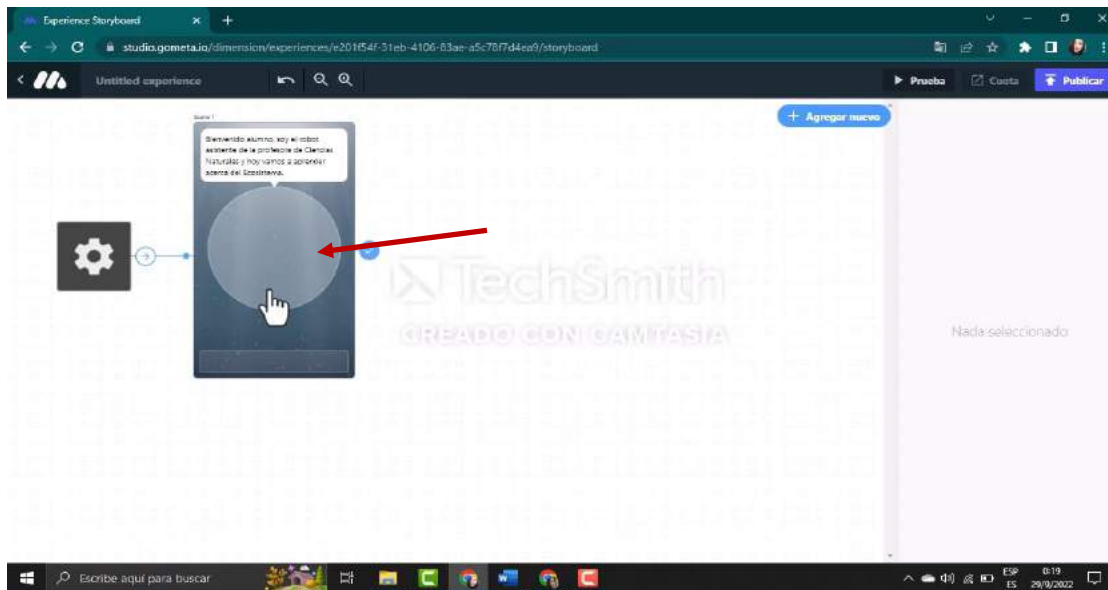 Experience Storyboard
studio.gometa.io/dimension/experiences/e201f54f-31eb-4106-83ae-a5c78f7d4ea9/storyboard
Untitled experience
Prueba
Cuota
Publicar
Scene 1
+ Agregar nuevo
Bienvenido alumno, soy el robot
asistente de la profesora de Ciencias
Naturales y hoy vamos a aprender
acerca del Ecosistema.
TechSmith
CREADO CON CAMTASIA
Nada seleccionado
Escribe aquí para buscar
ESP
ES
0:19
29/9/2022